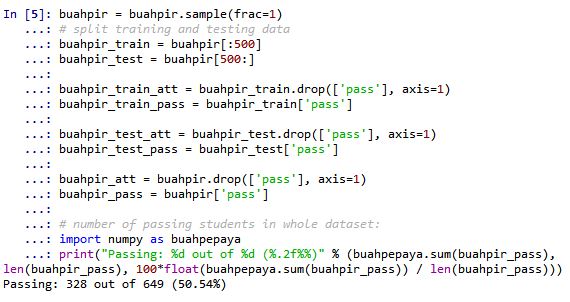 In [5]: buahpir = buahpir.sample(frac=1)
...: # split training and testing data
...: buahpir_train = buahpir[:500]
...: buahpir_test = buahpir[500:]
...:
...: buahpir_train_att = buahpir_train.drop(['pass'], axis=1)
...: buahpir_train_pass = buahpir_train['pass']
...:
...: buahpir_test_att = buahpir_test.drop(['pass'], axis=1)
...: buahpir_test_pass = buahpir_test['pass']
...:
...: buahpir_att = buahpir.drop(['pass'], axis=1)
...: buahpir_pass = buahpir['pass']
...:
...: # number of passing students in whole dataset:
...: import numpy as buahpepaya
...: print("Passing: %d out of %d (%.2f%%)" % (buahpepaya.sum(buahpir_pass),
len(buahpir_pass), 100*float(buahpepaya.sum(buahpir_pass)) / len(buahpir_pass)))
Passing: 328 out of 649 (50.54%)